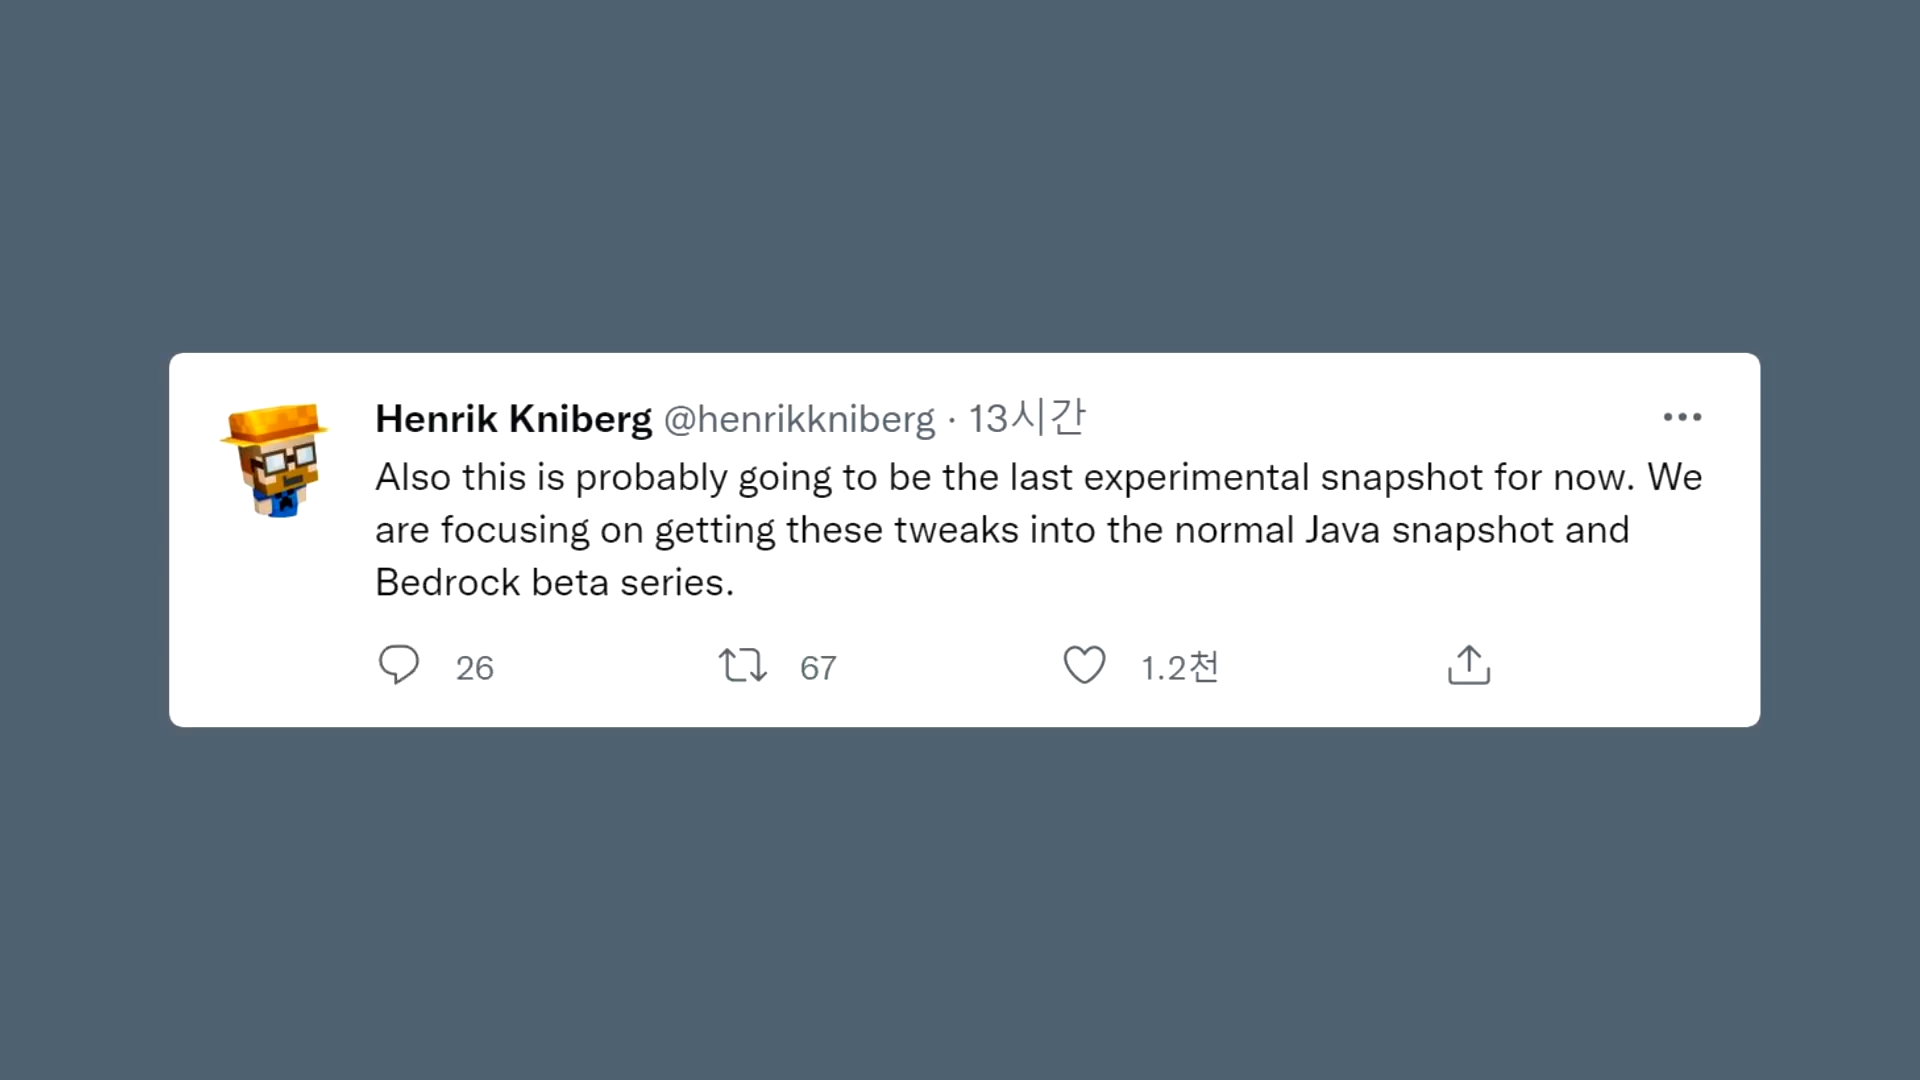 Henrik Kniberg @henrikkniberg · 13시간
Also this is probably going to be the last experimental snapshot for now. We
are focusing on getting these tweaks into the normal Java snapshot and
Bedrock beta series.
26 67 1.2천